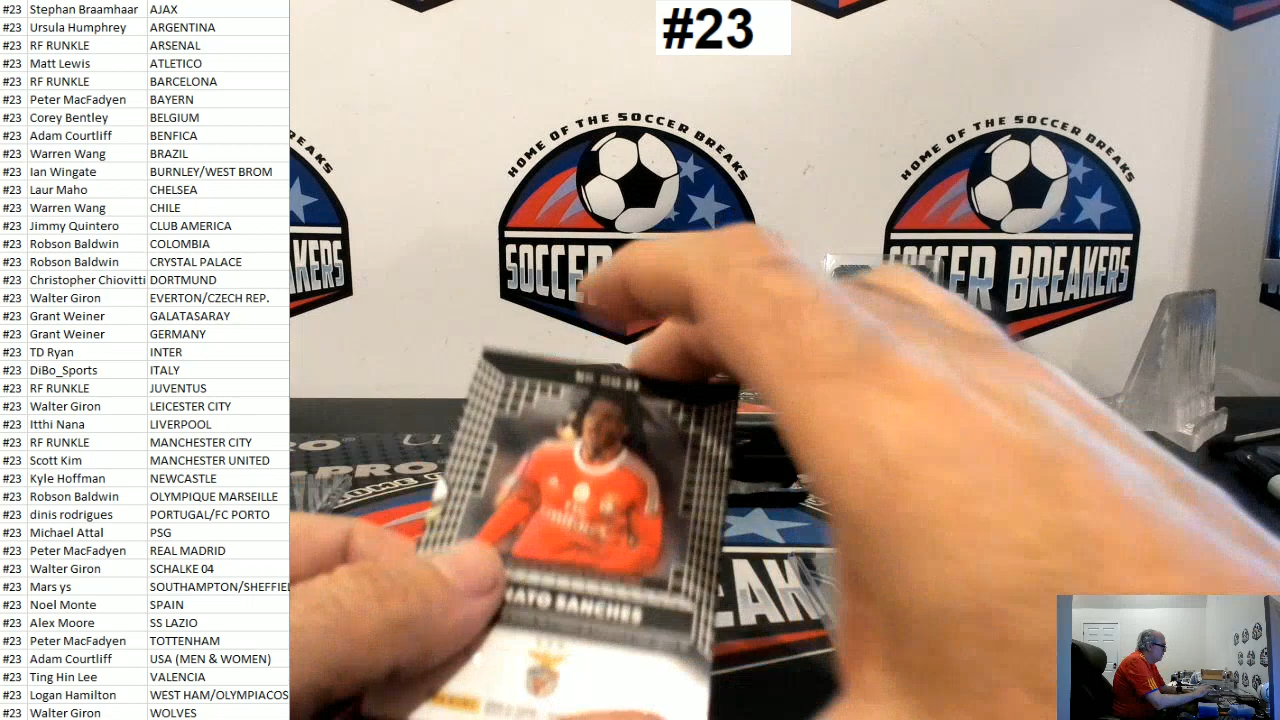 #23 Stephan Braamhaar AJAX
#23 Ursula Humphrey ARGENTINA
#23 RF RUNKLE ARSENAL
#23 Matt Lewis ATLETICO
#23 RF RUNKLE BARCELONA
#23 Peter MacFadyen BAYERN
#23 Corey Bentley BELGIUM
#23 Adam Courtliff BENFICA
#23 Warren Wang BRAZIL
#23 Ian Wingate BURNLEY/WEST BROM
#23 Laur Maho CHELSEA
#23 Warren Wang CHILE
#23 Jimmy Quintero CLUB AMERICA
#23 Robson Baldwin COLOMBIA
#23 Robson Baldwin CRYSTAL PALACE
#23 Christopher Chiovitti DORTMUND
#23 Walter Giron EVERTON/CZECH REP.
#23 Grant Weiner GALATASARAY
#23 Grant Weiner GERMANY
#23 TD Ryan INTER
#23 DiBo_Sports ITALY
#23 RF RUNKLE JUVENTUS
#23 Walter Giron LEICESTER CITY
#23 Itthi Nana LIVERPOOL
#23 RF RUNKLE MANCHESTER CITY
#23 Scott Kim MANCHESTER UNITED
#23 Kyle Hoffman NEWCASTLE
#23 Robson Baldwin OLYMPIQUE MARSEILLE
#23 dinis rodrigues PORTUGAL/FC PORTO
#23 Michael Attal PSG
#23 Peter MacFadyen REAL MADRID
#23 Walter Giron SCHALKE 04
#23 Mars ys SOUTHAMPTON/SHEFFIE
#23 Noel Monte SPAIN
#23 Alex Moore SS LAZIO
#23 Peter MacFadyen TOTTENHAM
#23 Adam Courtliff USA (MEN & WOMEN)
#23 Ting Hin Lee VALENCIA
#23 Logan Hamilton WEST HAM/OLYMPIACOS
#23 Walter Giron WOLVES
#23
REAKS
AKERS
HOME OF THE SOCCER BREAKS
SOCCE
HOME OF THE SOCCER BREAKS
SOCCER BREAKERS
NATO SANCHES